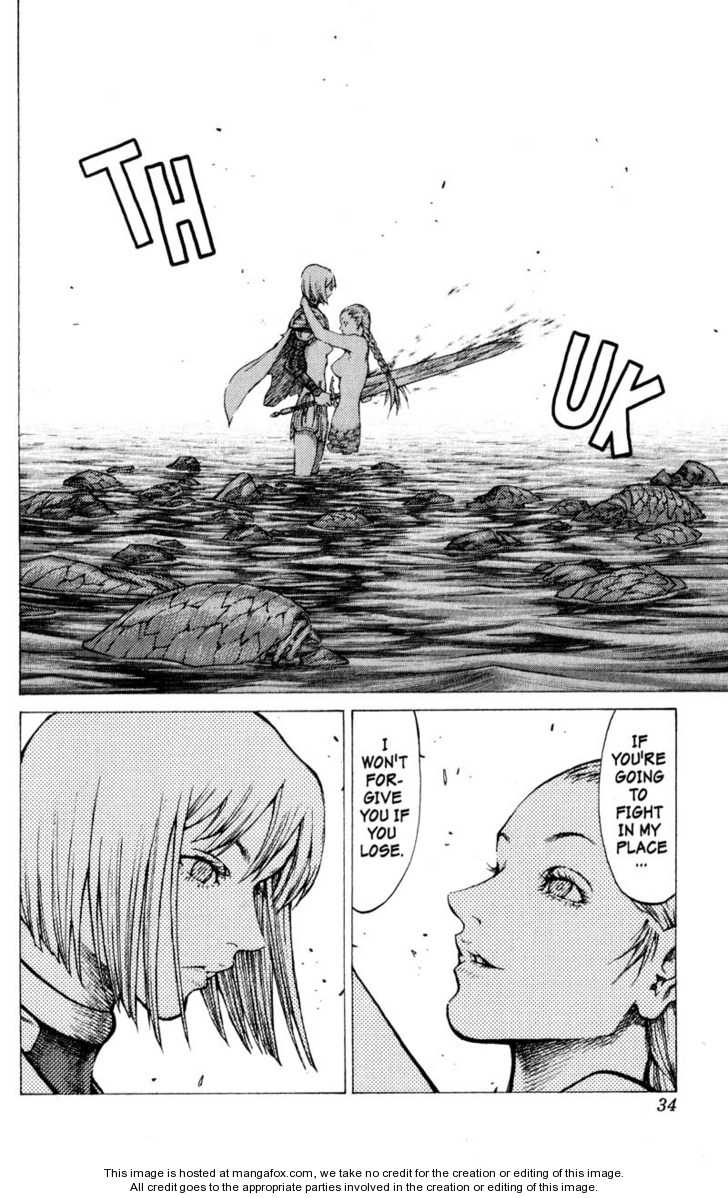 TH
UK
IF
YOU'RE
GOING
TO
FIGHT
IN MY
PLACE
...
I
WON'T
FOR-
GIVE
YOU IF
YOU
LOSE.
34
This image is hosted at mangafox.com, we take no credit for the creation or editing of this image.
All credit goes to the appropriate parties involved in the creation or editing of this image.